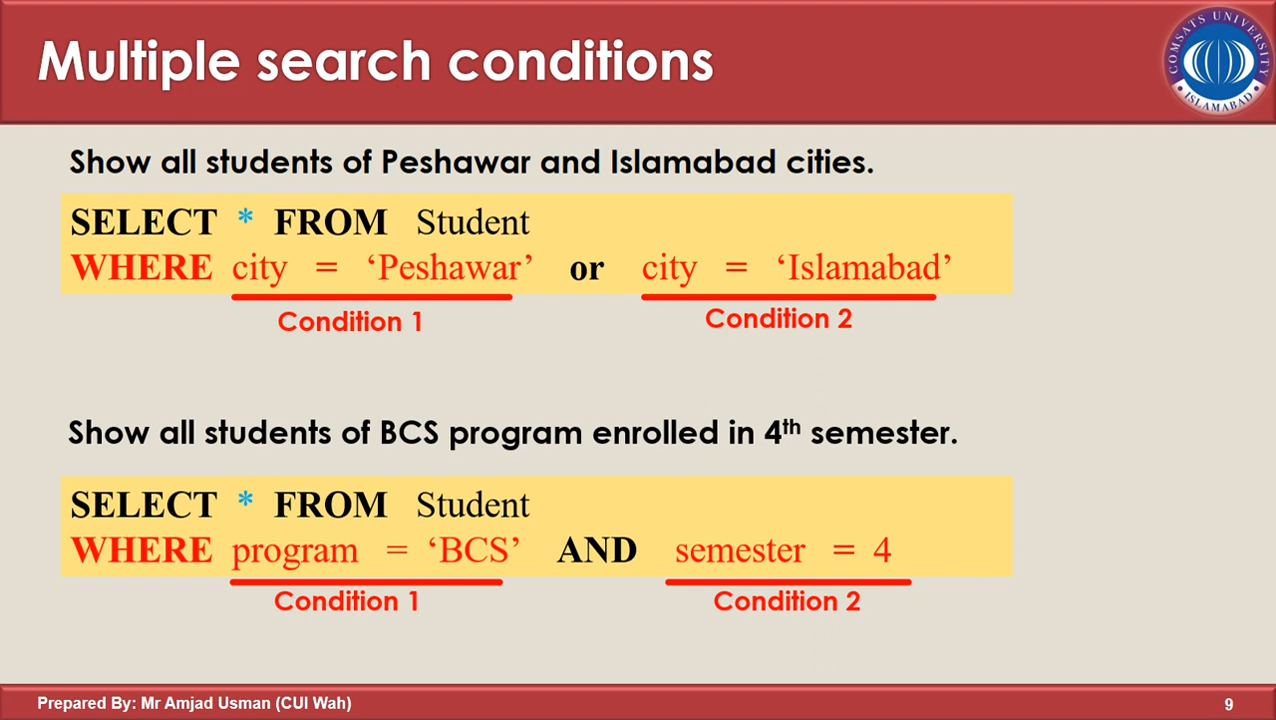 Multiple search conditions
COMSATS UNIVERSITY
ISLAMABAD
Show all students of Peshawar and Islamabad cities.
SELECT * FROM Student
WHERE city = ‘Peshawar’ or city = ‘Islamabad’
Condition 1 Condition 2
Show all students of BCS program enrolled in 4th semester.
SELECT * FROM Student
WHERE program = ‘BCS’ AND semester = 4
Condition 1 Condition 2
Prepared By: Mr Amjad Usman (CUI Wah) 9